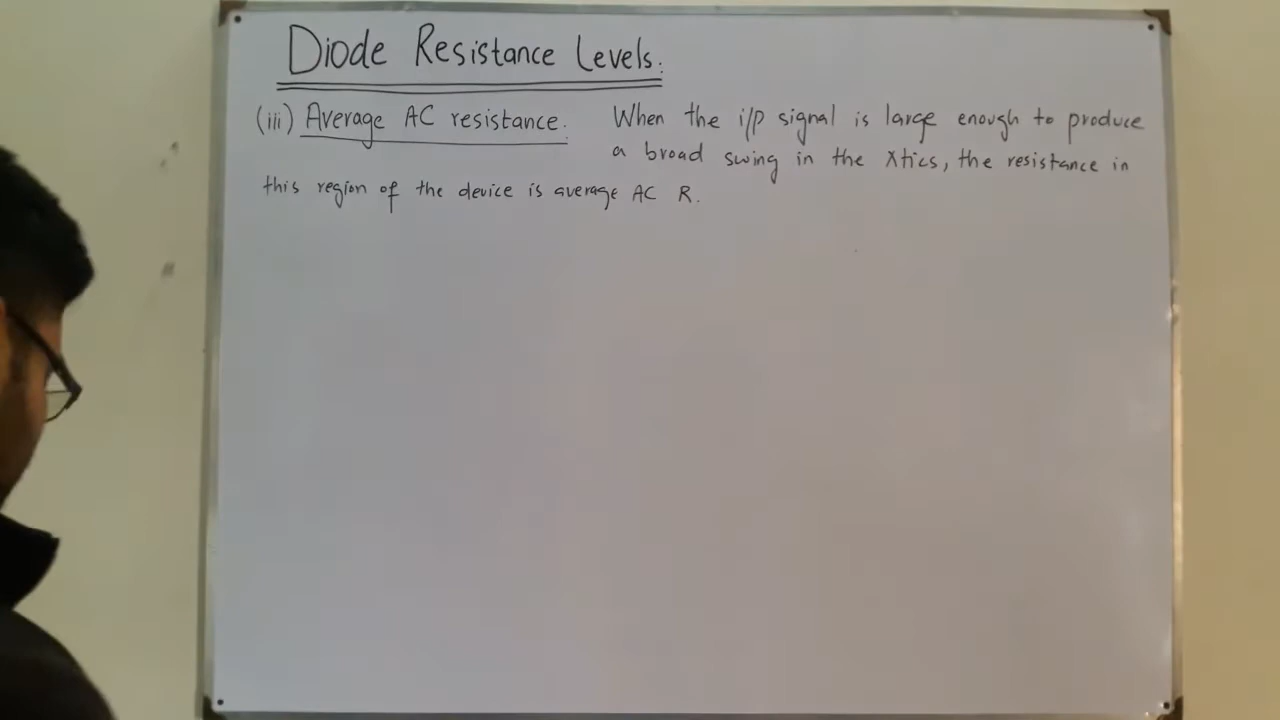 Diode Resistance Levels:
(iii) Average AC resistance. When the i/p signal is large enough to produce
a broad swing in the Xtics, the resistance in
this region of the device is average AC R.